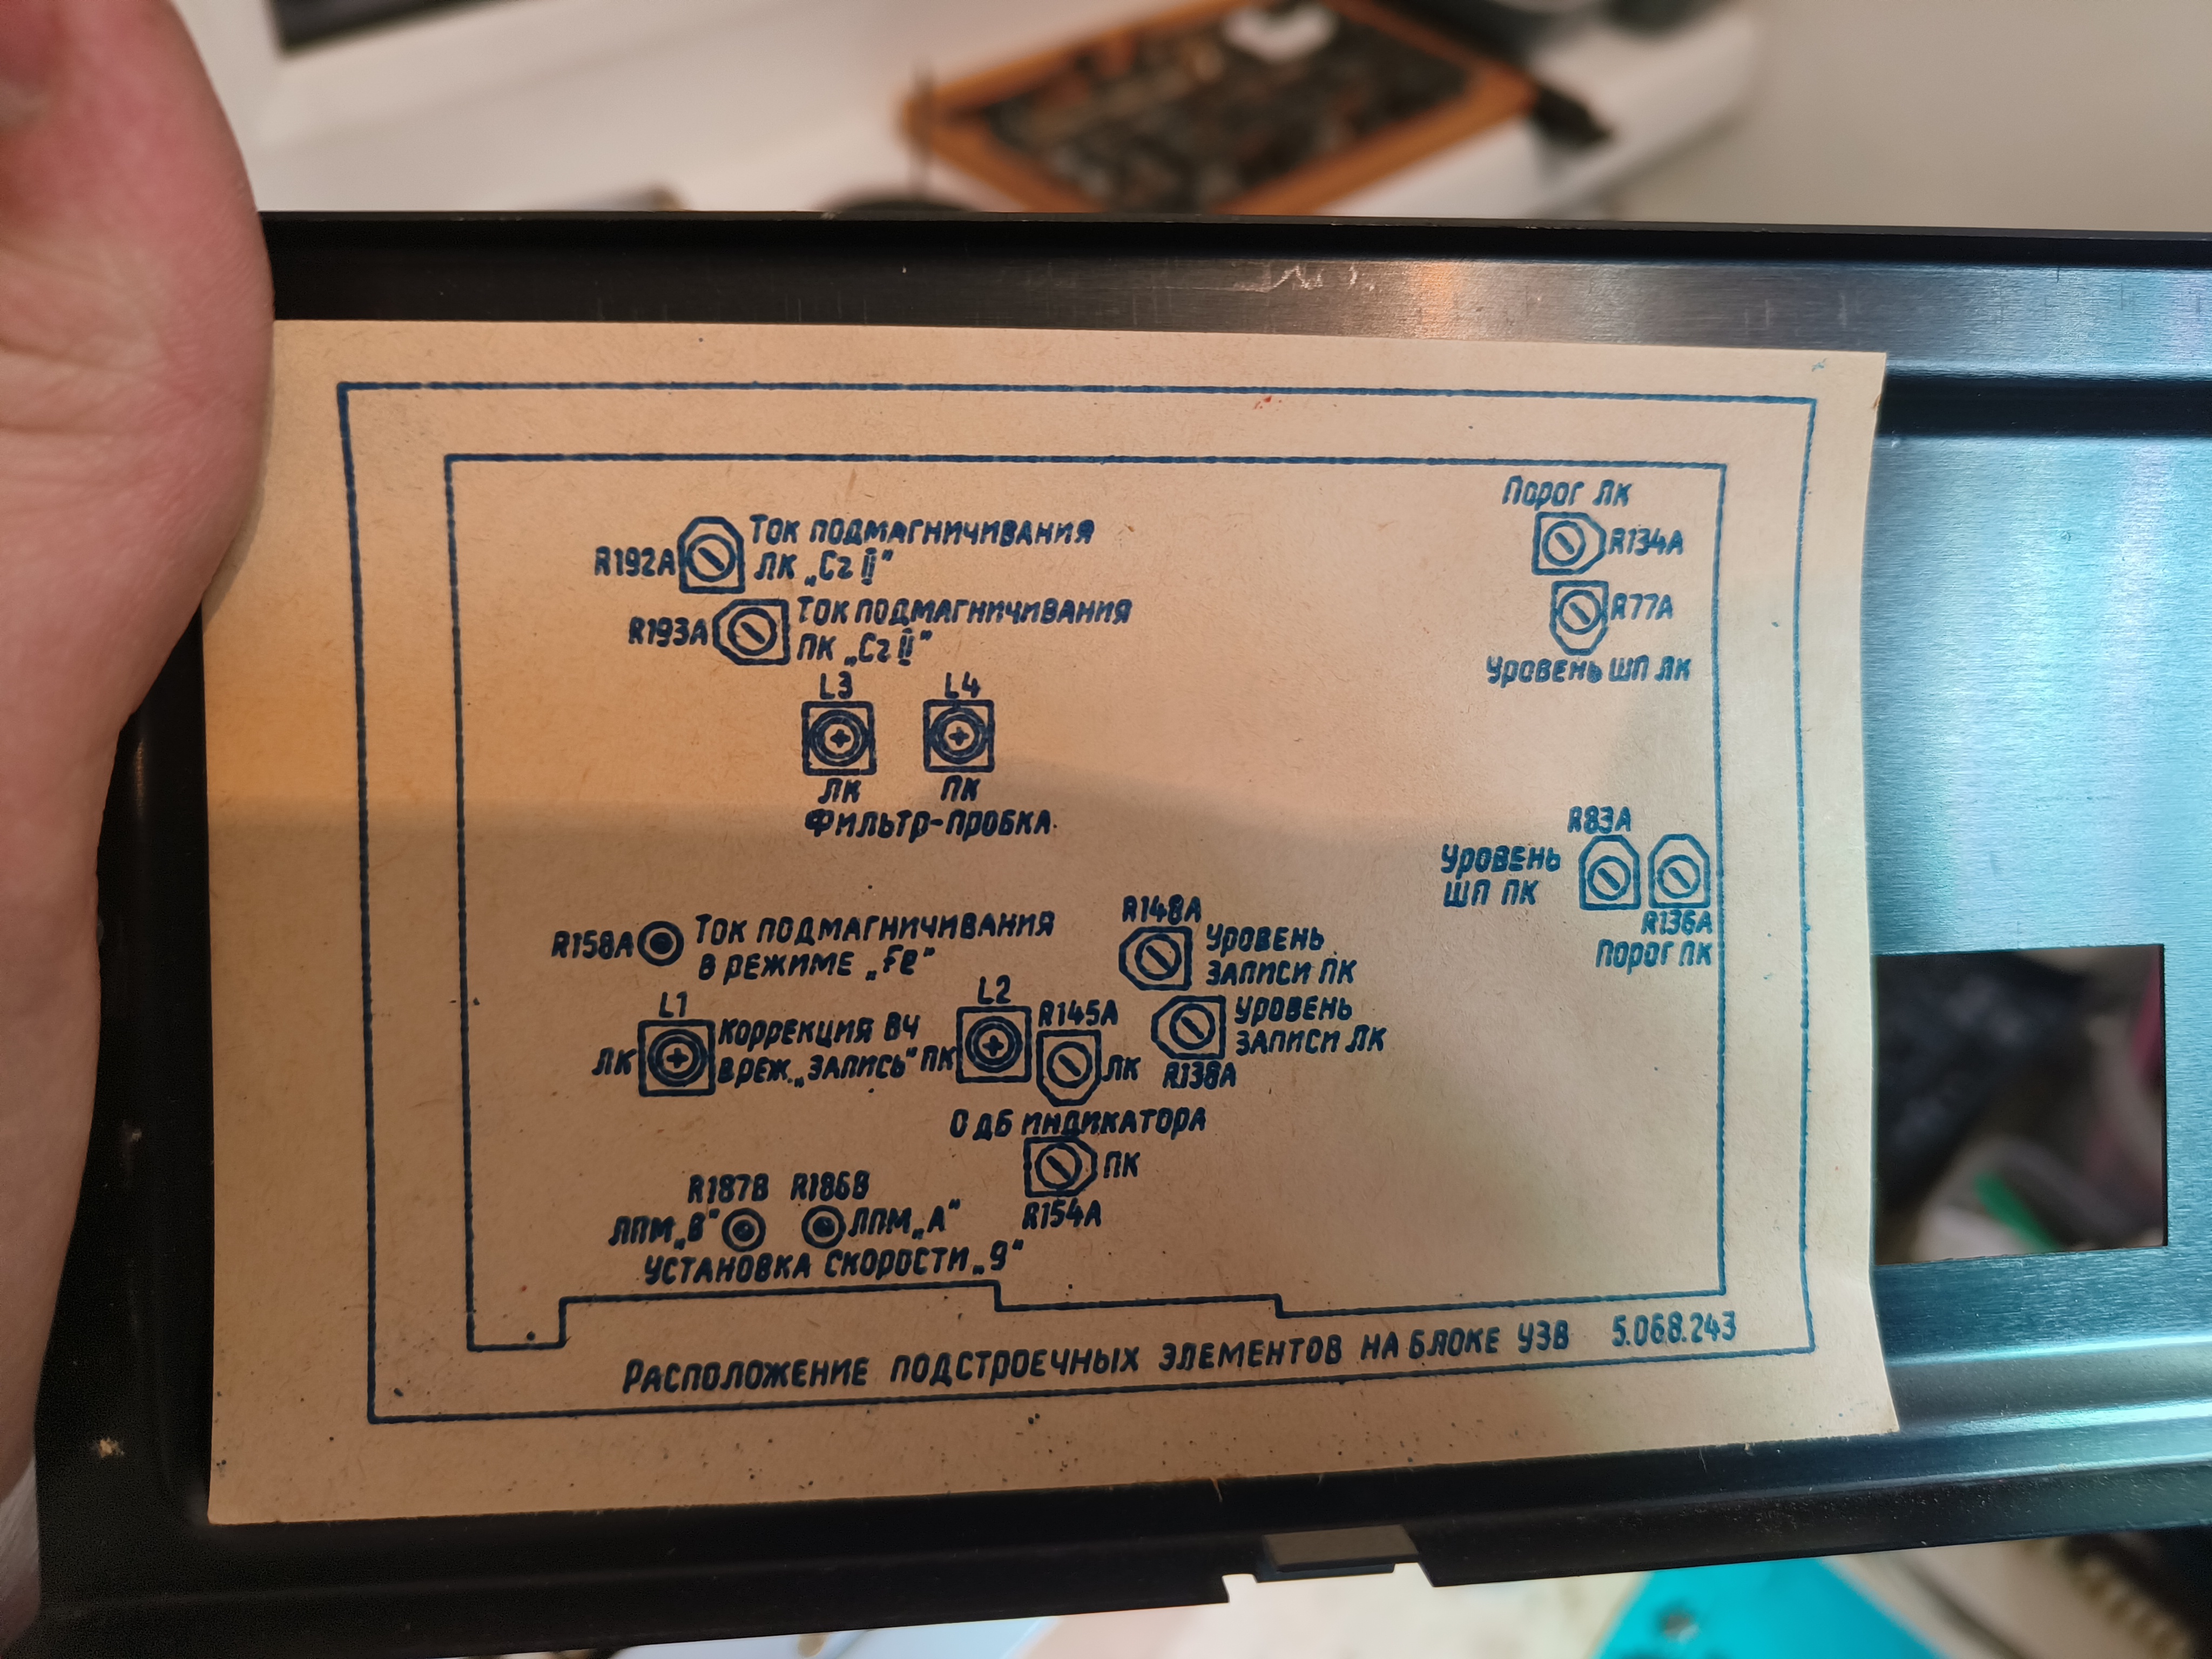 Порог ЛК
R192A Ток подмагничивания
ЛК „Cr II"
R134A
R193A Ток подмагничивания
ПК „Cr II"
R77A
Уровень ШП ЛК
L3 L4
ЛК ПК
Фильтр-пробка
R83A
Уровень
ШП ПК
R136A
Порог ПК
R158A Ток подмагничивания
в режиме „Fe"
R148A
Уровень
записи ПК
L1
ЛК
Коррекция ВЧ
в реж. „Запись" ПК
L2
R145A
ЛК
Уровень
записи ЛК
R138A
0 дБ индикатора
ПК
R154A
R187B R186B
ЛПМ „В" ЛПМ „А"
Установка скорости „9"
Расположение подстроечных элементов на блоке УЗВ 5.068.243